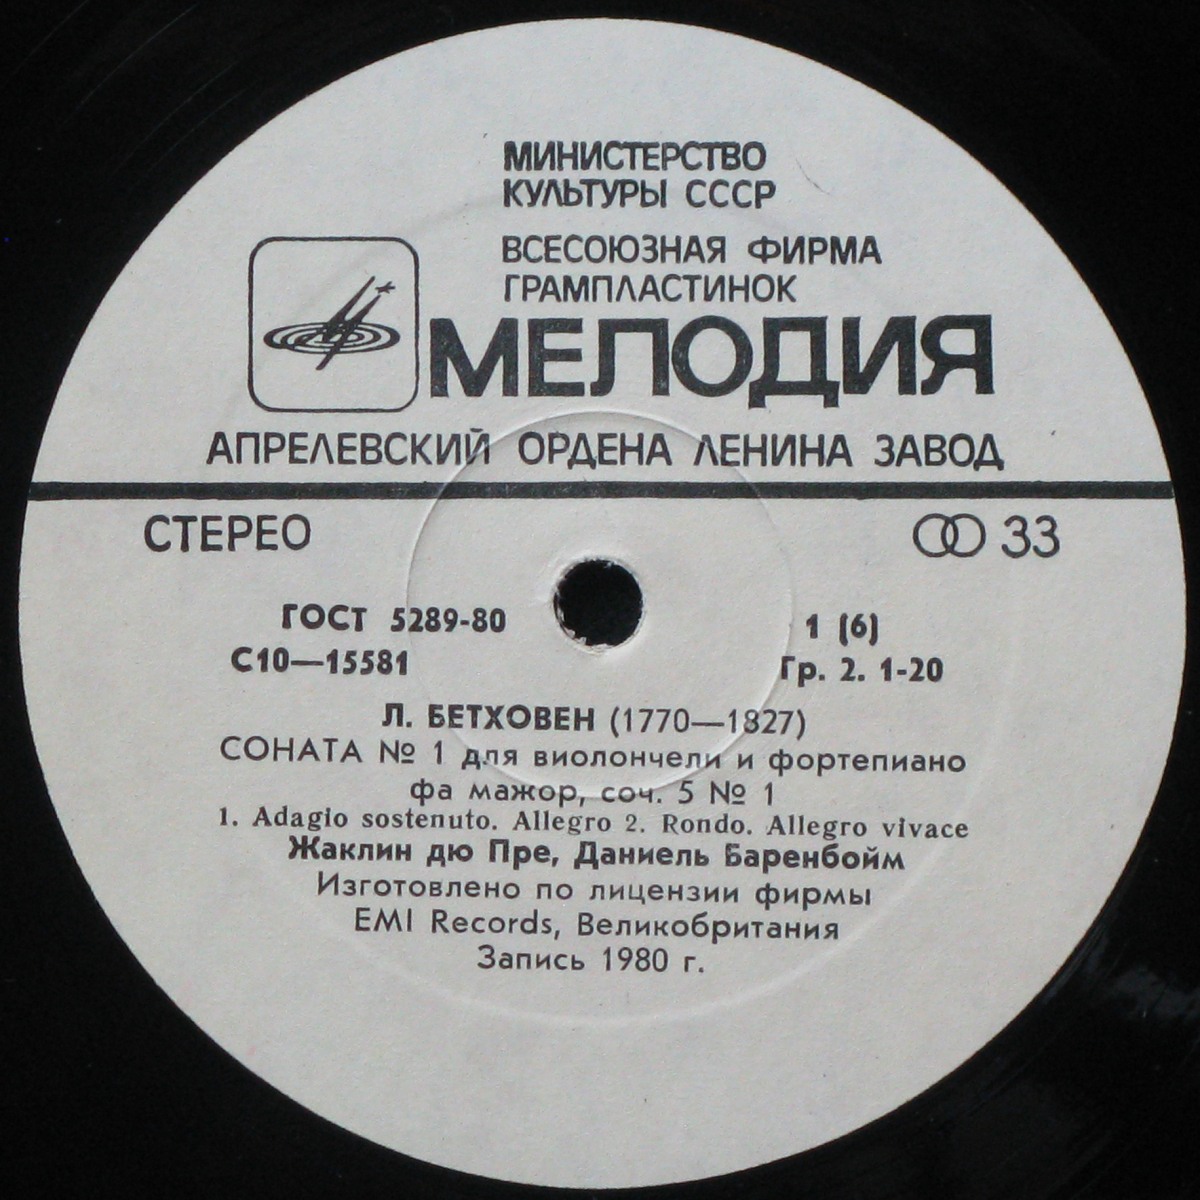 МИНИСТЕРСТВО
КУЛЬТУРЫ СССР
ВСЕСОЮЗНАЯ ФИРМА
ГРАМПЛАСТИНОК
МЕЛОДИЯ
АПРЕЛЕВСКИЙ ОРДЕНА ЛЕНИНА ЗАВОД
СТЕРЕО 33
ГОСТ 5289-80 1 (6)
С10—15581 Гр. 2. 1-20
Л. БЕТХОВЕН (1770—1827)
СОНАТА № 1 для виолончели и фортепиано
фа мажор, соч. 5 № 1
1. Adagio sostenuto. Allegro 2. Rondo. Allegro vivace
Жаклин дю Пре, Даниель Баренбойм
Изготовлено по лицензии фирмы
EMI Records, Великобритания
Запись 1980 г.